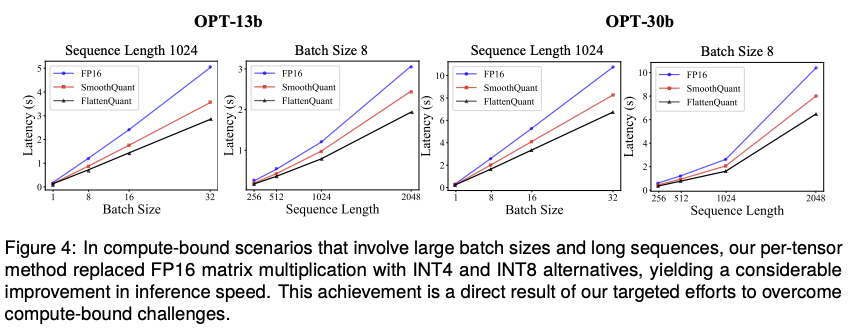 OPT-13b
OPT-30b
Sequence Length 1024
Latency (s)
5
4
3
2
1
0
FP16
SmoothQuant
FlattenQuant
1
8
16
32
Batch Size
Batch Size 8
Latency (s)
3
1
FP16
SmoothQuant
FlattenQuant
256
512
1024
2048
Sequence Length
Sequence Length 1024
Latency (s)
10
8
6
4
2
0
FP16
SmoothQuant
FlattenQuant
1
8
16
32
Batch Size
Batch Size 8
Latency (s)
10
8
6
4
2
0
FP16
SmoothQuant
FlattenQuant
256
512
1024
2048
Sequence Length
Figure 4: In compute-bound scenarios that involve large batch sizes and long sequences, our per-tensor
method replaced FP16 matrix multiplication with INT4 and INT8 alternatives, yielding a considerable
improvement in inference speed. This achievement is a direct result of our targeted efforts to overcome
compute-bound challenges.